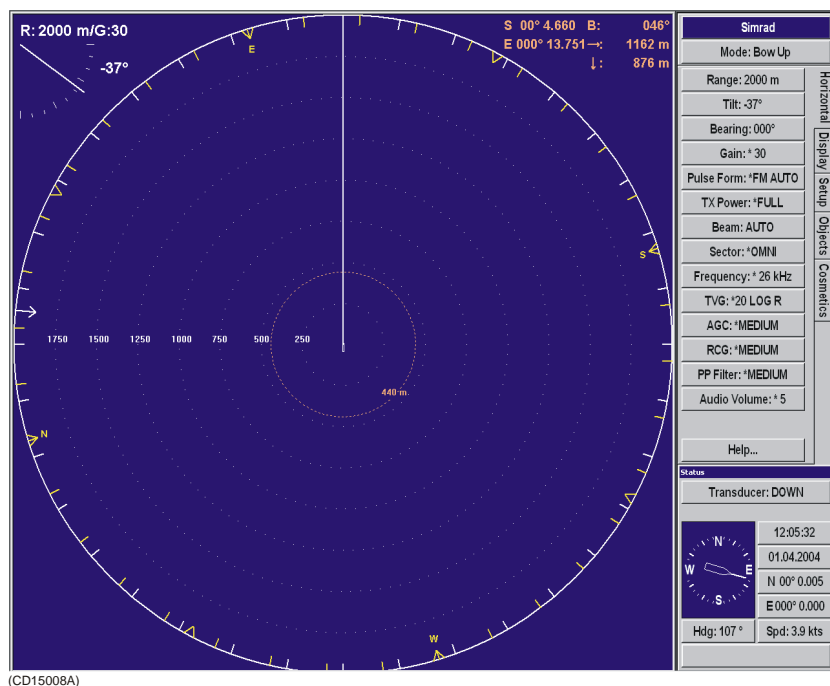 R: 2000 m/G:30
-37°
S 00° 4.660 B: 046°
E 000° 13.751→: 1162 m
↓: 876 m
E
S
1750 1500 1250 1000 750 500 250
440 m
N
W
Simrad
Mode: Bow Up
Range: 2000 m
Tilt: -37°
Bearing: 000°
Gain: * 30
Pulse Form: *FM AUTO
TX Power: *FULL
Beam: AUTO
Sector: *OMNI
Frequency: * 26 kHz
TVG: *20 LOG R
AGC: *MEDIUM
RCG: *MEDIUM
PP Filter: *MEDIUM
Audio Volume: * 5
Help...
Horizontal
Display
Setup
Objects
Cosmetics
Status
Transducer: DOWN
N
W E
S
12:05:32
01.04.2004
N 00° 0.005
E 000° 0.000
Hdg: 107 °
Spd: 3.9 kts
(CD15008A)